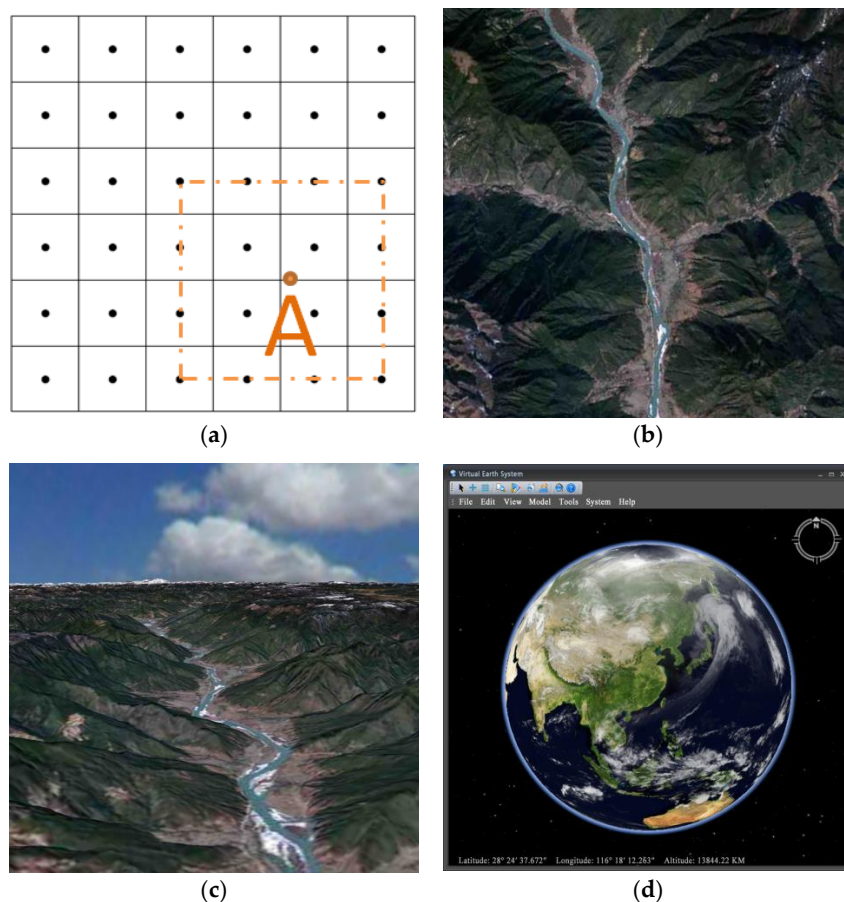 A
(a)
(b)
Virtual Earth System
File Edit View Model Tools System Help
N
Latitude: 28° 24' 37.672" Longitude: 116° 18' 12.263" Altitude: 13844.22 KM
(c)
(d)